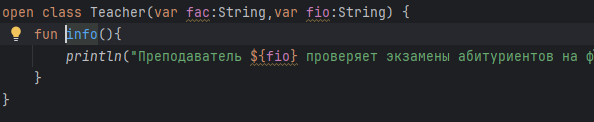 open class Teacher(var fac:String,var fio:String) {
fun info(){
println("Преподаватель ${fio} проверяет экзамены абитуриентов на
}
}